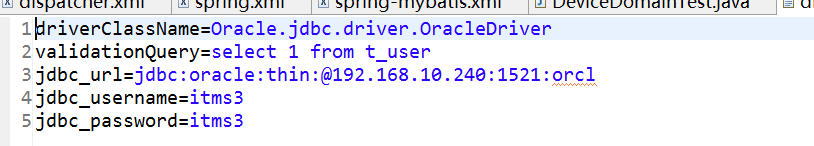 dispatcher.xml spring.xml spring-mybatis.xml DeviceDomainTest.java
1 driverClassName=Oracle.jdbc.driver.OracleDriver
2 validationQuery=select 1 from t_user
3 jdbc_url=jdbc:oracle:thin:@192.168.10.240:1521:orcl
4 jdbc_username=itms3
5 jdbc_password=itms3